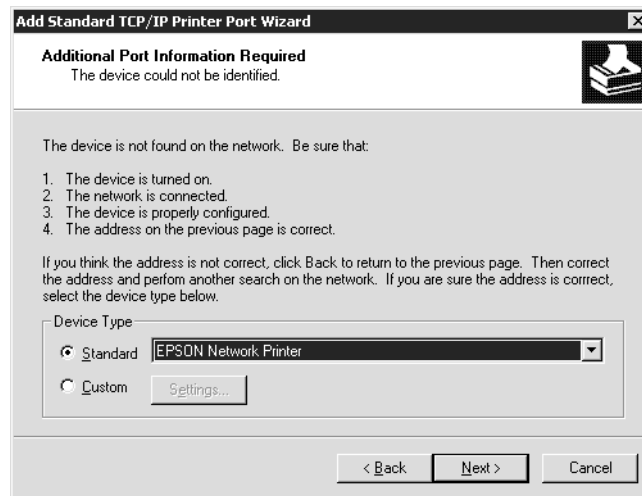 Add Standard TCP/IP Printer Port Wizard
Additional Port Information Required
The device could not be identified.
The device is not found on the network.  Be sure that:
1.  The device is turned on.
2.  The network is connected.
3.  The device is properly configured.
4.  The address on the previous page is correct.
If you think the address is not correct, click Back to return to the previous page.  Then correct
the address and perfom another search on the network.  If you are sure the address is corrrect,
select the device type below.
Device Type
Standard EPSON Network Printer
Custom Settings...
< Back Next > Cancel